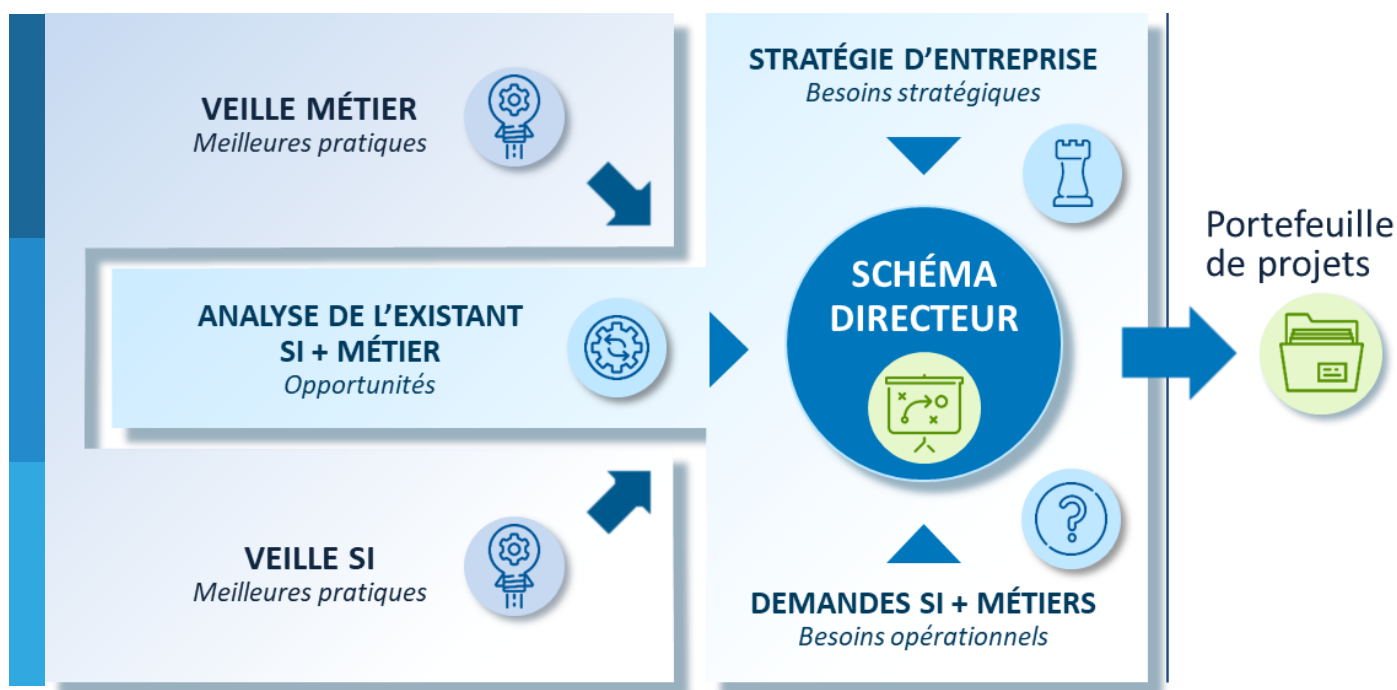 VEILLE MÉTIER
Meilleures pratiques
ANALYSE DE L’EXISTANT
SI + MÉTIER
Opportunités
VEILLE SI
Meilleures pratiques
STRATÉGIE D’ENTREPRISE
Besoins stratégiques
SCHÉMA
DIRECTEUR
DEMANDES SI + MÉTIERS
Besoins opérationnels
Portefeuille
de projets